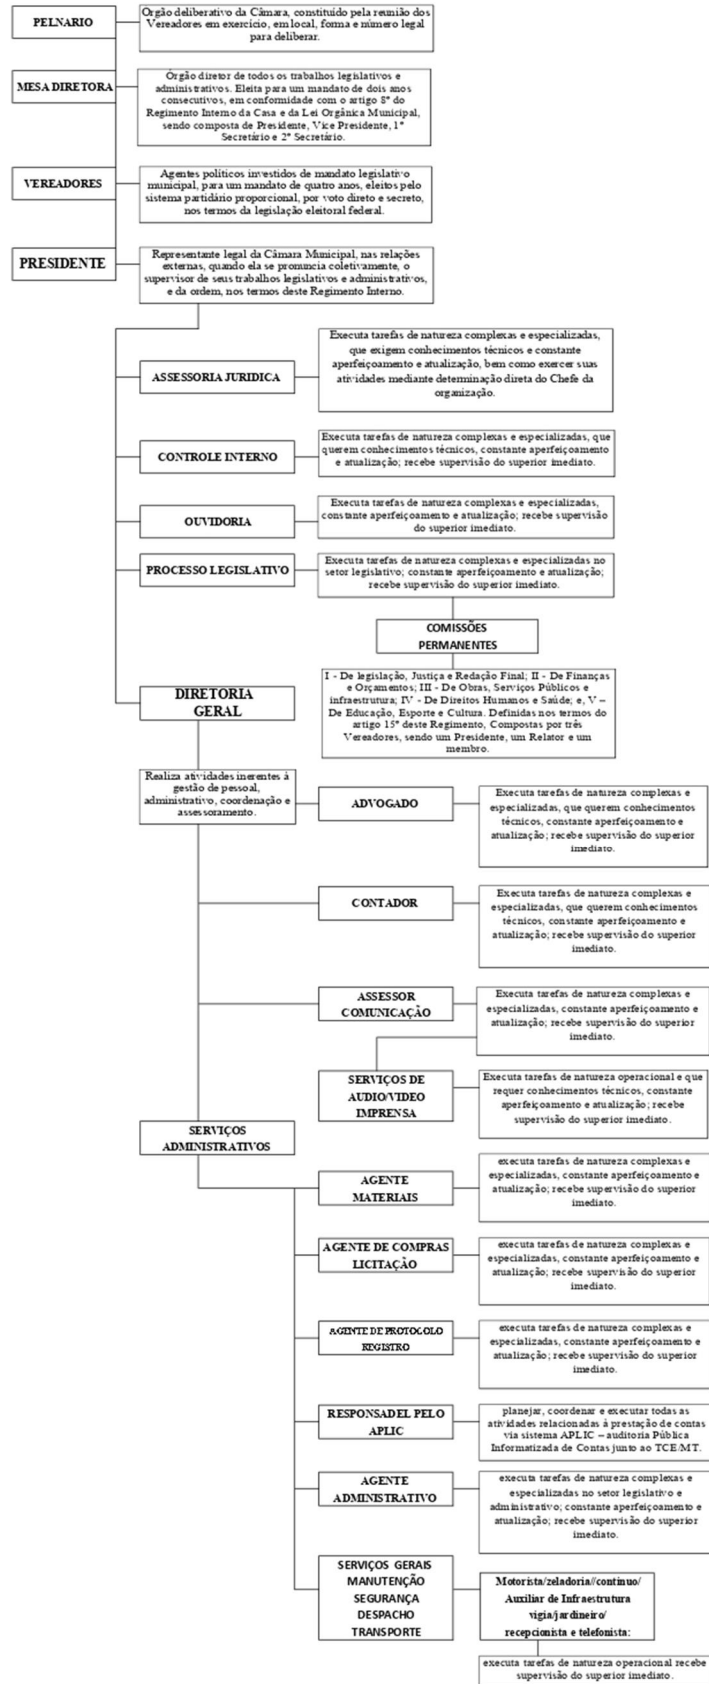 PELNARIO
Orgão deliberativo da Câmara, constituído pela reunião dos
Vereadores em exercício, em local, forma e número legal
para deliberar.
MESA DIRETORA
Órgão diretor de todos os trabalhos legislativos e
administrativos. Eleita para um mandato de dois anos
consecutivos, em conformidade com o artigo 8º do
Regimento Interno da Casa e da Lei Orgânica Municipal,
sendo composta de Presidente, Vice Presidente, 1º
Secretário e 2º Secretário.
VEREADORES
Agentes políticos investidos de mandato legislativo
municipal, para um mandato de quatro anos, eleitos pelo
sistema partidário proporcional, por voto direto e secreto,
nos termos da legislação eleitoral federal.
PRESIDENTE
Representante legal da Câmara Municipal, nas relações
externas, quando ela se pronuncia coletivamente, o
supervisor de seus trabalhos legislativos e administrativos,
e da ordem, nos termos deste Regimento Interno.
ASSESSORIA JURIDICA
Executa tarefas de natureza complexas e especializadas,
que exigem conhecimentos técnicos e constante
aperfeiçoamento e atualização, bem como exercer suas
atividades mediante determinação direta do Chefe da
organização.
CONTROLE INTERNO
Executa tarefas de natureza complexas e especializadas, que
querem conhecimentos técnicos, constante aperfeiçoamento
e atualização; recebe supervisão do superior imediato.
OUVIDORIA
Executa tarefas de natureza complexas e especializadas,
constante aperfeiçoamento e atualização; recebe supervisão
do superior imediato.
PROCESSO LEGISLATIVO
Executa tarefas de natureza complexas e especializadas no
setor legislativo; constante aperfeiçoamento e atualização;
recebe supervisão do superior imediato.
COMISSÕES
PERMANENTES
I - De legislação, Justiça e Redação Final; II - De Finanças
e Orçamentos; III - De Obras, Serviços Públicos e
infraestrutura; IV - De Direitos Humanos e Saúde; e, V –
De Educação, Esporte e Cultura. Definidas nos termos do
artigo 15º deste Regimento, Compostas por três
Vereadores, sendo um Presidente, um Relator e um
membro.
DIRETORIA
GERAL
Realiza atividades inerentes à
gestão de pessoal,
administrativo, coordenação e
assessoramento.
ADVOGADO
Executa tarefas de natureza complexas e
especializadas, que querem conhecimentos
técnicos, constante aperfeiçoamento e
atualização; recebe supervisão do superior
imediato.
CONTADOR
Executa tarefas de natureza complexas e
especializadas, que querem conhecimentos
técnicos, constante aperfeiçoamento e
atualização; recebe supervisão do superior
imediato.
ASSESSOR
COMUNICAÇÃO
Executa tarefas de natureza complexas e
especializadas, constante aperfeiçoamento e
atualização; recebe supervisão do superior
imediato.
SERVIÇOS DE
AUDIO/VIDEO
IMPRENSA
Executa tarefas de natureza operacional e que
requer conhecimentos técnicos, constante
aperfeiçoamento e atualização; recebe
supervisão do superior imediato.
SERVIÇOS
ADMINISTRATIVOS
AGENTE
MATERIAIS
executa tarefas de natureza complexas e
especializadas, constante aperfeiçoamento e
atualização; recebe supervisão do superior
imediato.
AGENTE DE COMPRAS
LICITAÇÃO
executa tarefas de natureza complexas e
especializadas, constante aperfeiçoamento e
atualização; recebe supervisão do superior
imediato.
AGENTE DE PROTOCOLO
REGISTRO
executa tarefas de natureza complexas e
especializadas, constante aperfeiçoamento e
atualização; recebe supervisão do superior
imediato.
RESPONSADEL PELO
APLIC
planejar, coordenar e executar todas as
atividades relacionadas à prestação de contas
via sistema APLIC – auditoria Pública
Informatizada de Contas junto ao TCE/MT.
AGENTE
ADMINISTRATIVO
executa tarefas de natureza complexas e
especializadas no setor legislativo e
administrativo; constante aperfeiçoamento e
atualização; recebe supervisão do superior
imediato.
SERVIÇOS GERAIS
MANUTENÇÃO
SEGURANÇA
DESPACHO
TRANSPORTE
Motorista/zeladoria//contínuo/
Auxiliar de Infraestrutura
vigia/jardineiro/
recepcionista e telefonista:
executa tarefas de natureza operacional recebe
supervisão do superior imediato.